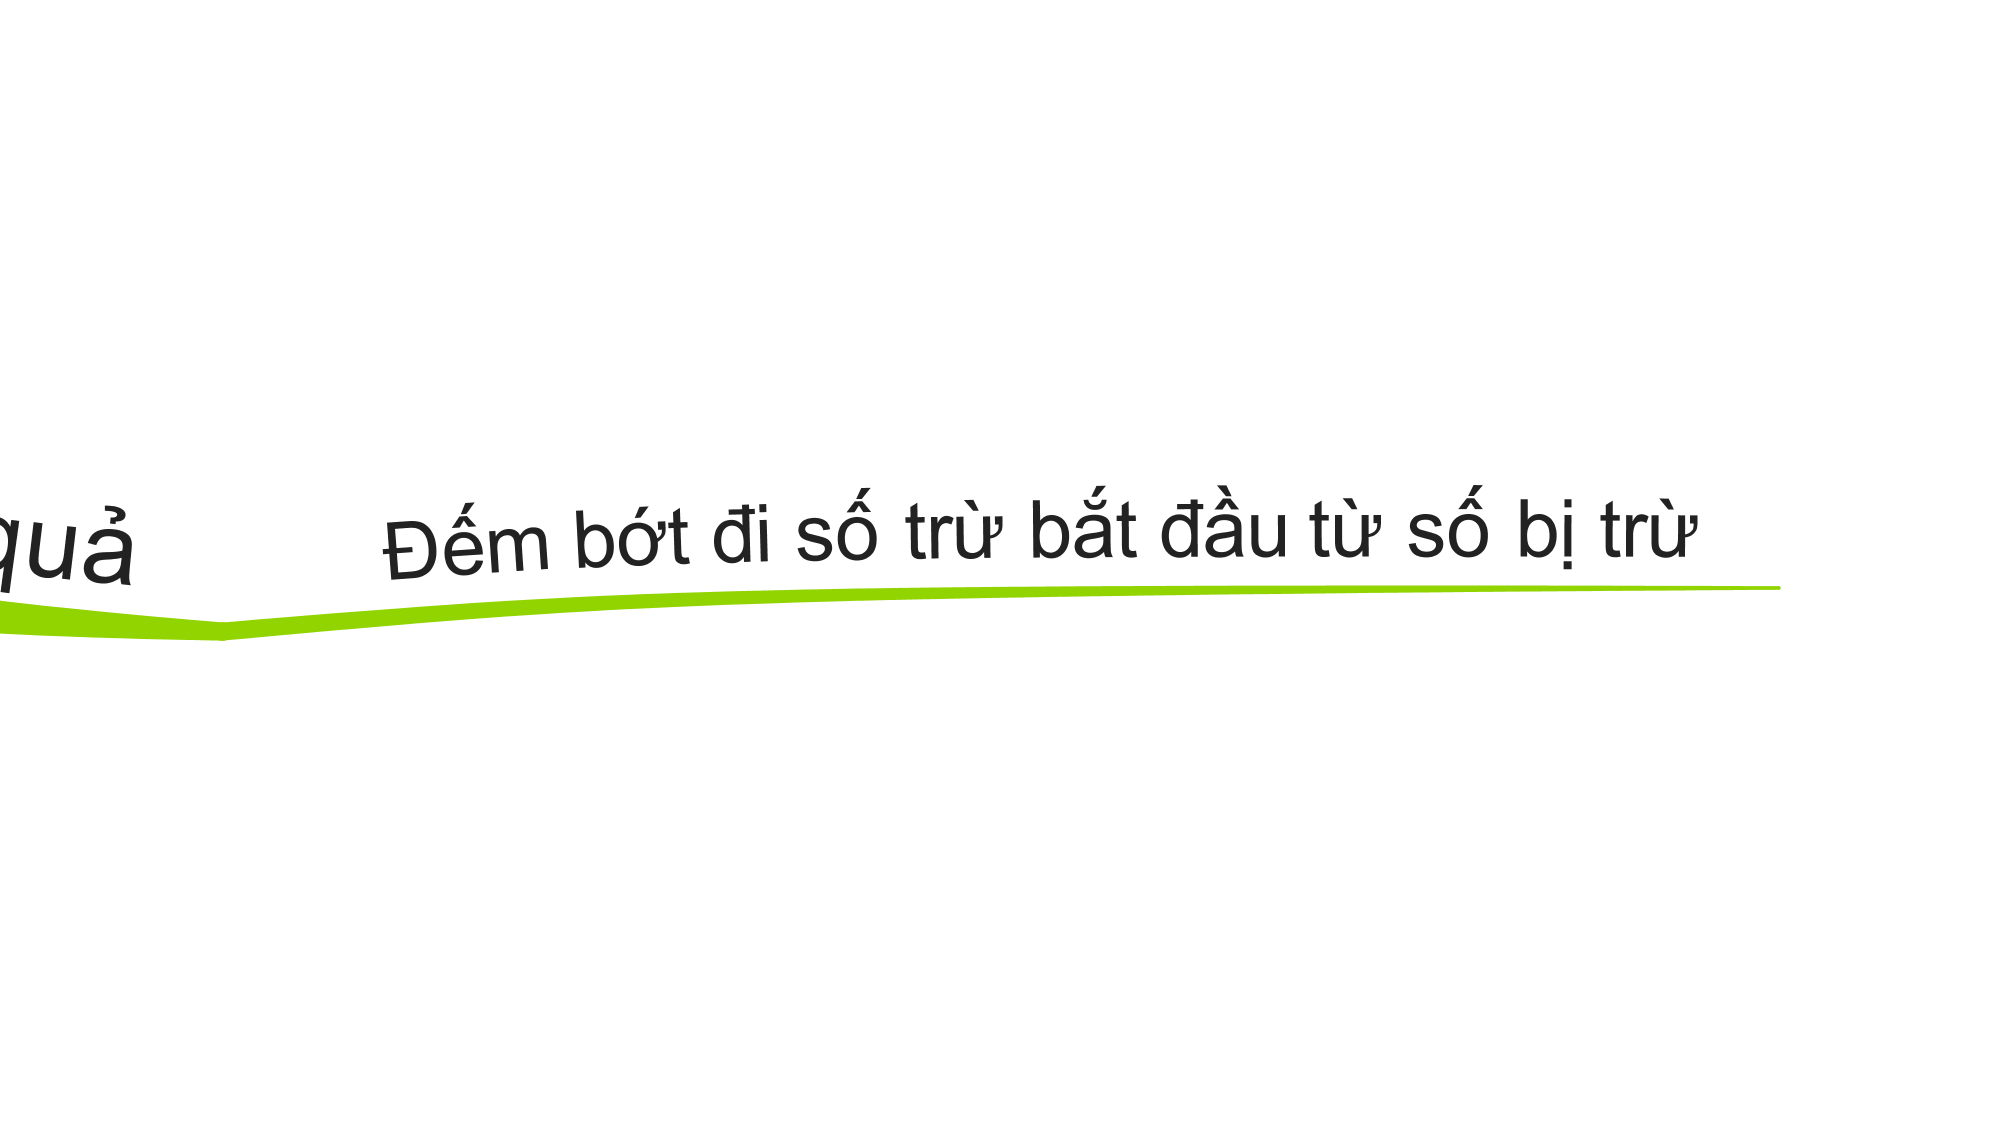 quả
Đếm bớt đi số trừ bắt đầu từ số bị trừ